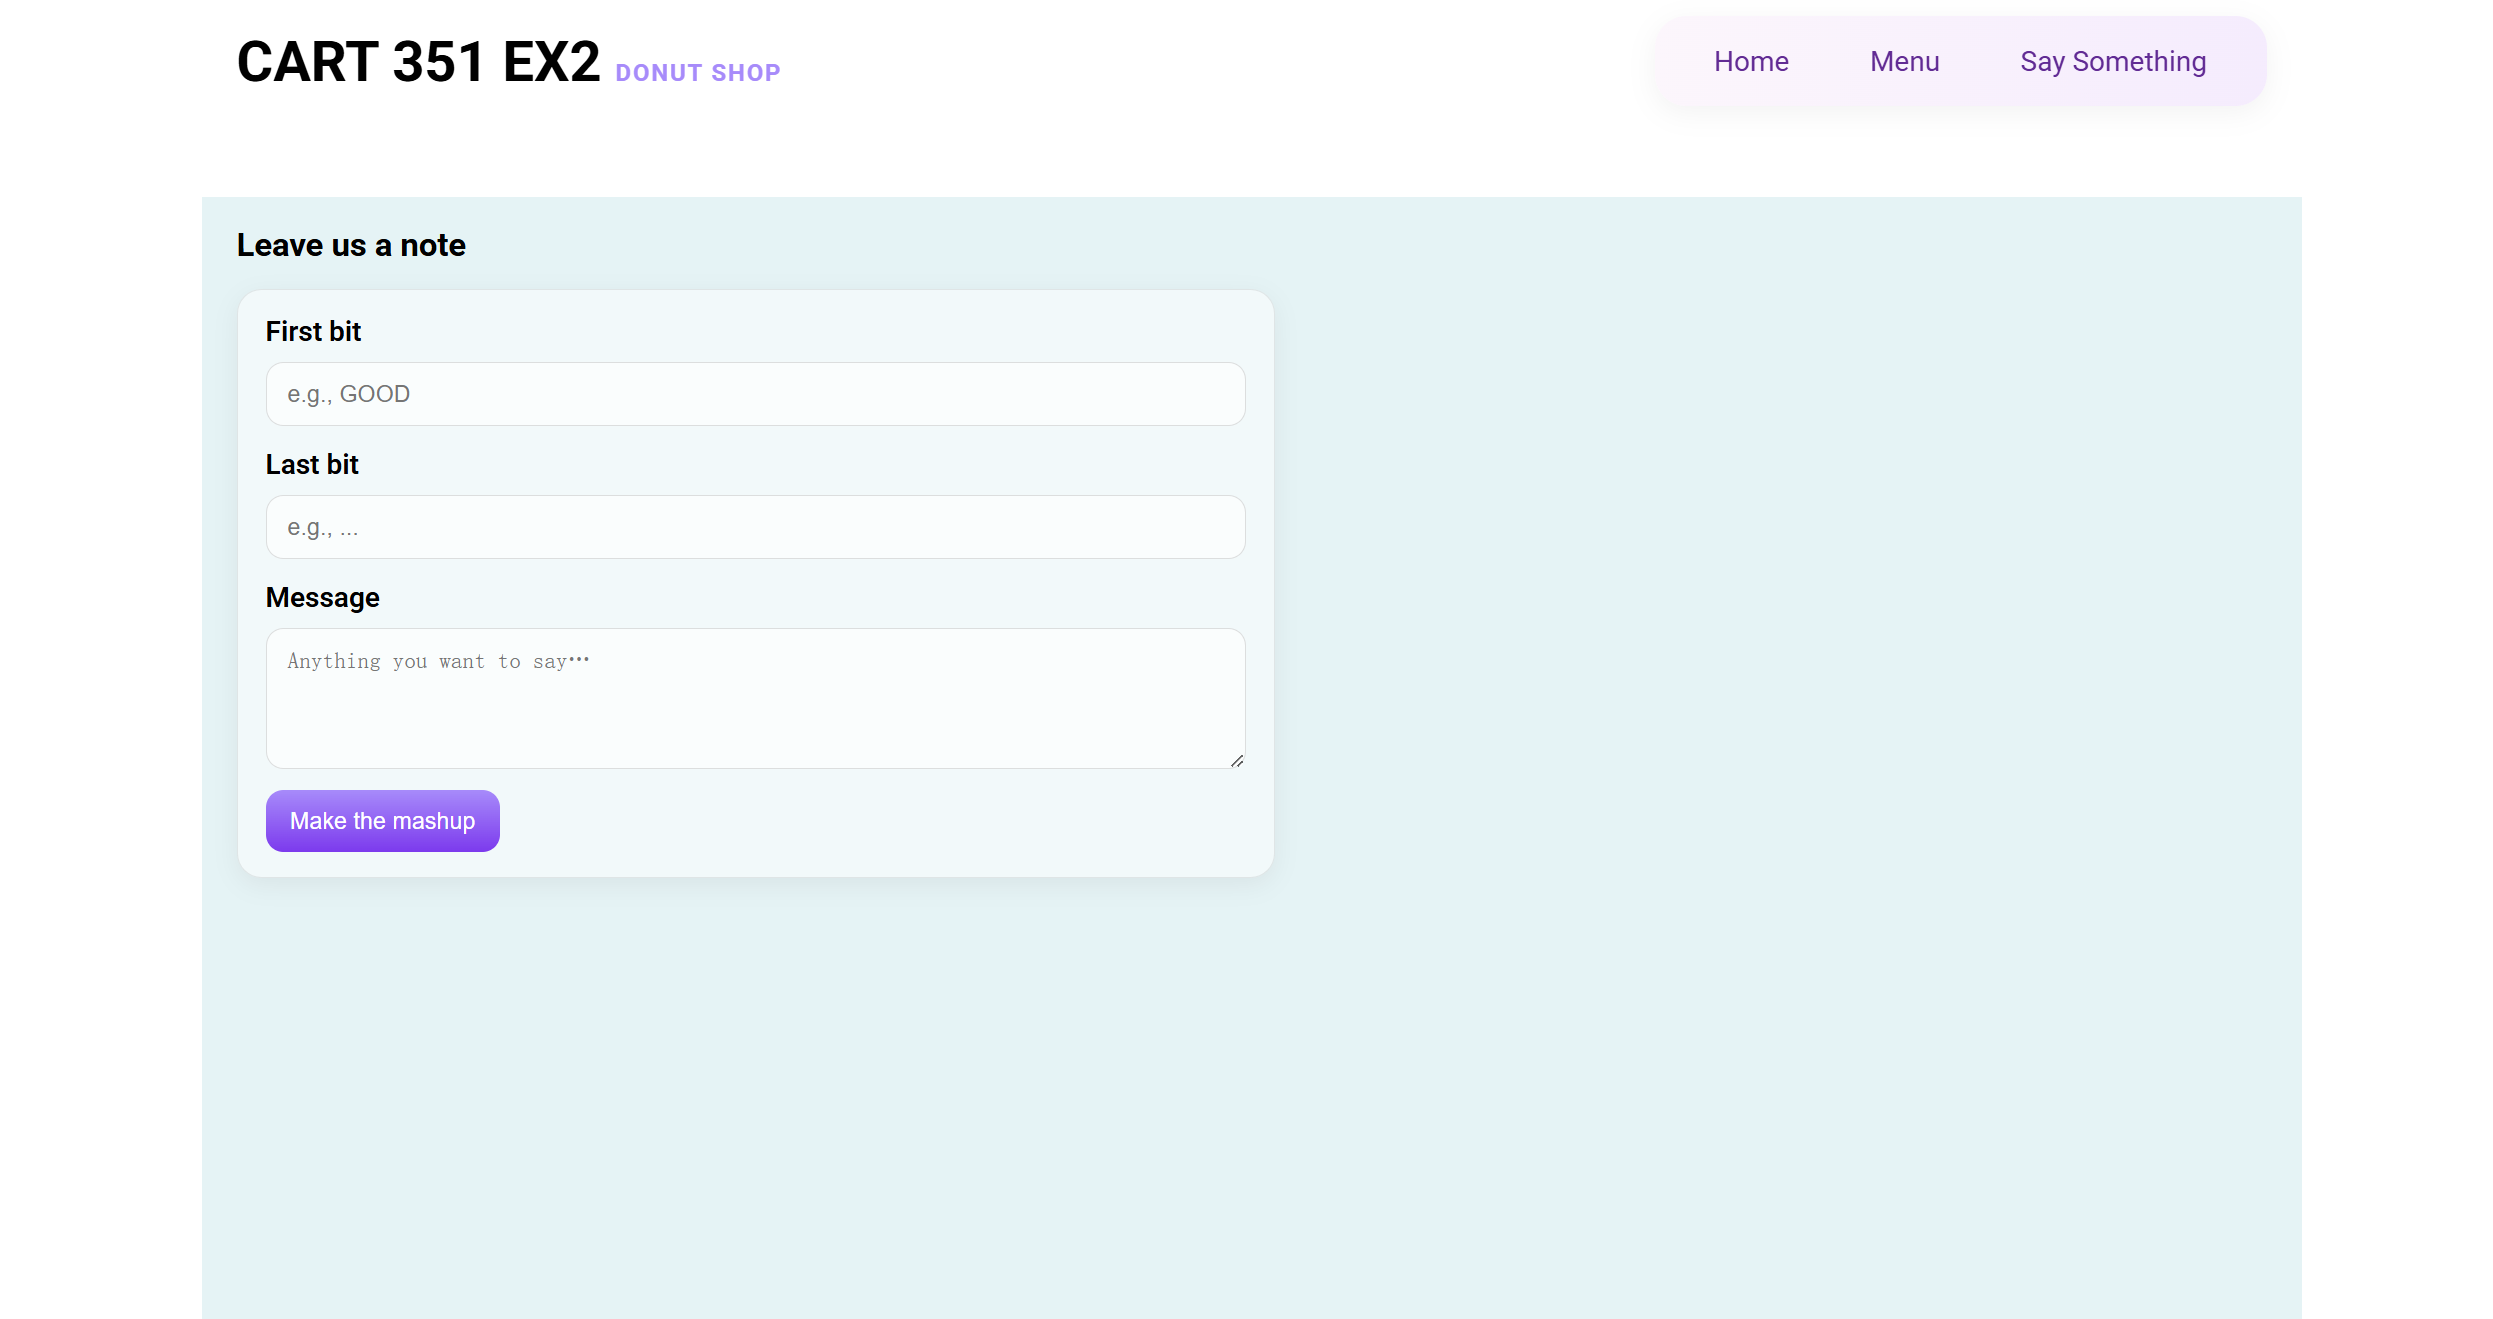 CART 351 EX2 DONUT SHOP
Home Menu Say Something
Leave us a note
First bit
e.g., GOOD
Last bit
e.g., ...
Message
Anything you want to say…
Make the mashup